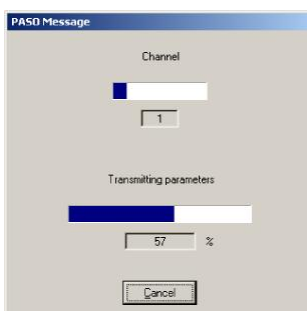 PASO Message
Channel
1
Transmitting parameters
57 %
Cancel